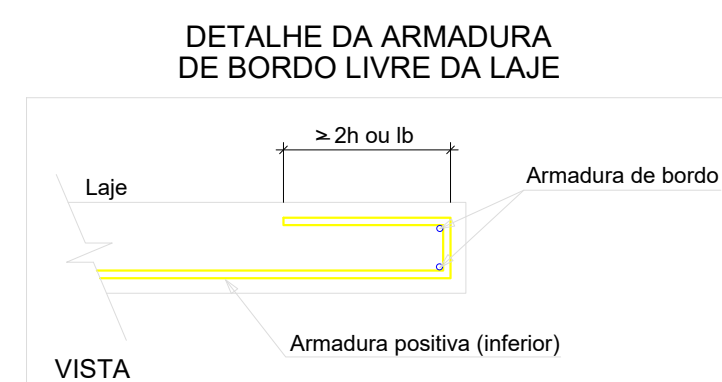 DETALHE DA ARMADURA
DE BORDO LIVRE DA LAJE
≥ 2h ou lb
Laje
Armadura de bordo
Armadura positiva (inferior)
VISTA